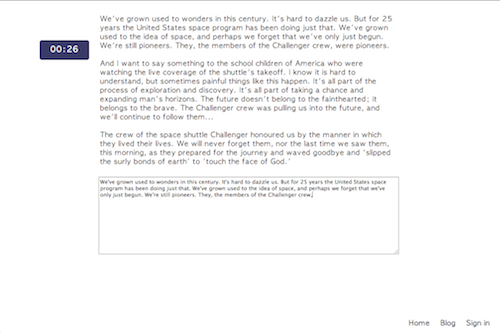 We've grown used to wonders in this century. It's hard to dazzle us. But for 25
years the United States space program has been doing just that. We've grown
used to the idea of space, and perhaps we forget that we've only just begun.
We're still pioneers. They, the members of the Challenger crew, were pioneers.
00:26
And I want to say something to the school children of America who were
watching the live coverage of the shuttle's takeoff. I know it is hard to
understand, but sometimes painful things like this happen. It's all part of the
process of exploration and discovery. It's all part of taking a chance and
expanding man's horizons. The future doesn't belong to the fainthearted; it
belongs to the brave. The Challenger crew was pulling us into the future, and
we'll continue to follow them...
The crew of the space shuttle Challenger honoured us by the manner in which
they lived their lives. We will never forget them, nor the last time we saw them,
this morning, as they prepared for the journey and waved goodbye and 'slipped
the surly bonds of earth' to 'touch the face of God.'
We've grown used to wonders in this century. It's hard to dazzle us. But for 25 years the United States space
program has been doing just that. We've grown used to the idea of space, and perhaps we forget that we've
only just begun. We're still pioneers. They, the members of the Challenger crew,
Home Blog Sign in